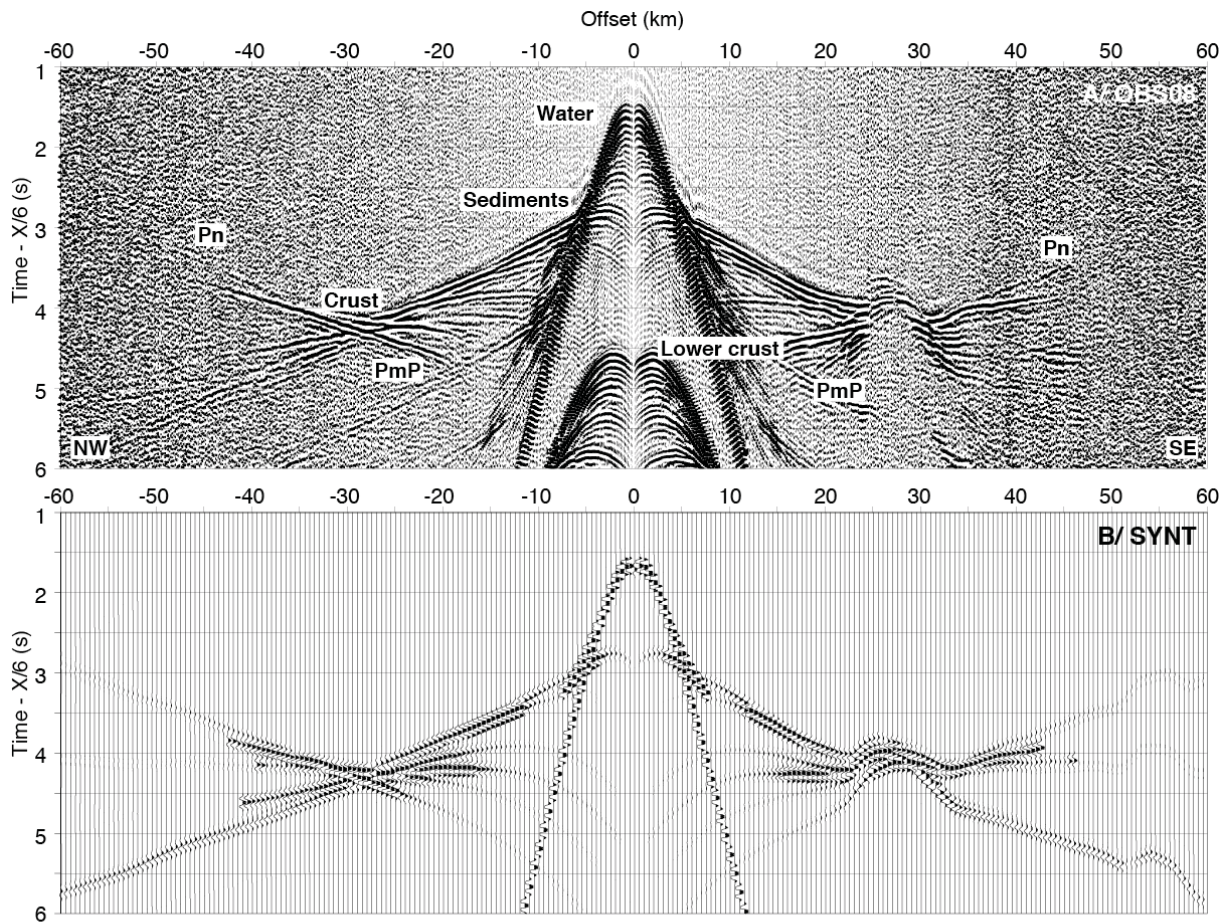 Offset (km)
-60 -50 -40 -30 -20 -10 0 10 20 30 40 50 60
1
A/ OBS06
Water
2
Sediments
3
Pn
Pn
Time - X/6 (s)
Crust
4
Lower crust
PmP
PmP
5
NW
SE
6
-60 -50 -40 -30 -20 -10 0 10 20 30 40 50 60
1
B/ SYNT
2
3
Time - X/6 (s)
4
5
6